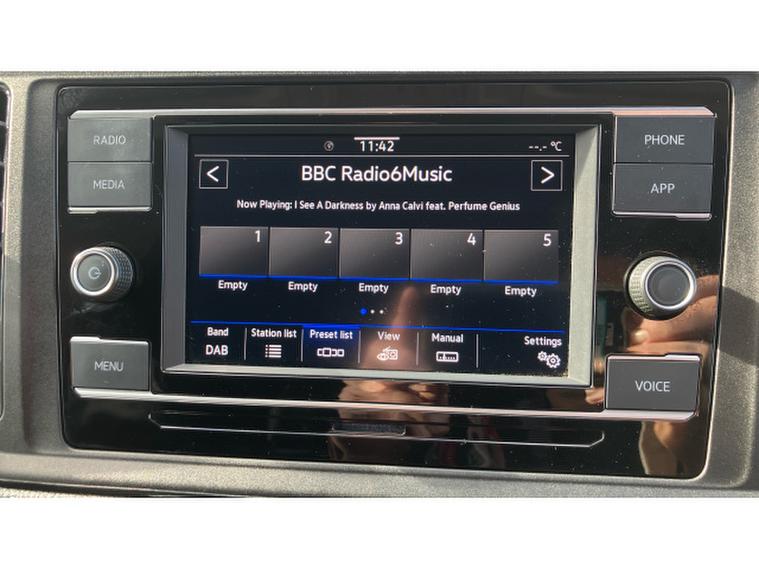 RADIO
MEDIA
MENU
11:42
--.- °C
< BBC Radio6Music >
Now Playing: I See A Darkness by Anna Calvi feat. Perfume Genius
1 2 3 4 5
Empty Empty Empty Empty Empty
Band Station list Preset list View Manual Settings
DAB
PHONE
APP
VOICE